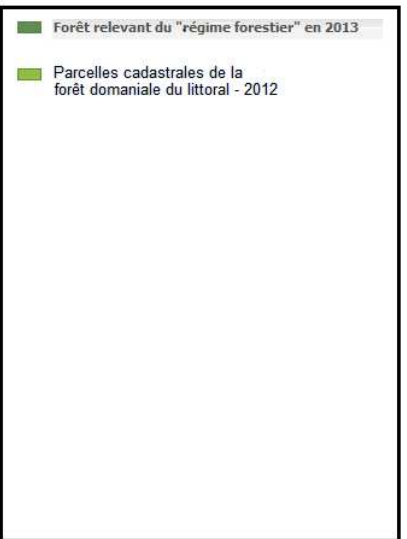 Forêt relevant du "régime forestier" en 2013
Parcelles cadastrales de la
forêt domaniale du littoral - 2012